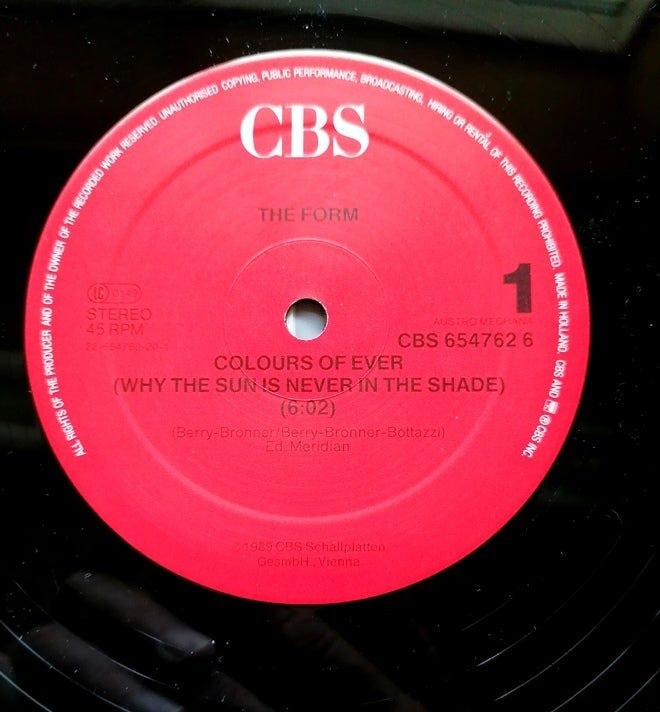 ALL RIGHTS OF THE PRODUCER AND OF THE OWNER OF THE RECORDED WORK RESERVED. UNAUTHORISED COPYING, PUBLIC PERFORMANCE, BROADCASTING, HIRING OR RENTAL OF THIS RECORDING PROHIBITED. MADE IN HOLLAND. CBS AND ℗ CBS INC.
CBS
THE FORM
LC 0149
STEREO
45 RPM
1
AUSTRO MECHANA
CBS 654762 6
COLOURS OF EVER
(WHY THE SUN IS NEVER IN THE SHADE)
(6:02)
(Berry-Bronner/Berry-Bronner-Bottazzi)
Ed. Meridian
1989 CBS Schallplatten
GesmbH., Vienna